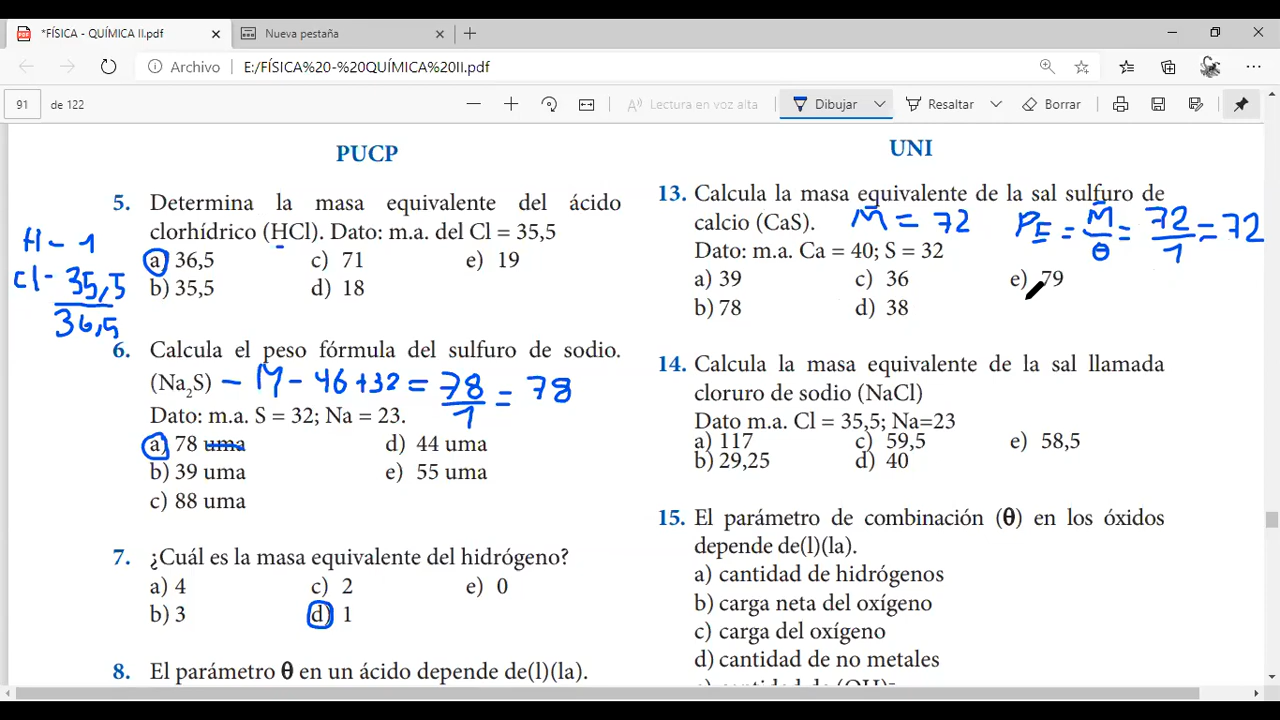 *FÍSICA - QUÍMICA II.pdf
Nueva pestaña
Archivo
E:/FÍSICA%20-%20QUÍMICA%20II.pdf
91
de 122
Lectura en voz alta
Dibujar
Resaltar
Borrar
PUCP
5. Determina la masa equivalente del ácido
clorhídrico (HCl). Dato: m.a. del Cl = 35,5
a) 36,5 c) 71 e) 19
b) 35,5 d) 18
H - 1
Cl - 35,5
36,5
6. Calcula el peso fórmula del sulfuro de sodio.
(Na₂S) - M̄ - 46 + 32 = 78/1 = 78
Dato: m.a. S = 32; Na = 23.
a) 78 uma d) 44 uma
b) 39 uma e) 55 uma
c) 88 uma
7. ¿Cuál es la masa equivalente del hidrógeno?
a) 4 c) 2 e) 0
b) 3 d) 1
8. El parámetro θ en un ácido depende de(l)(la).
UNI
13. Calcula la masa equivalente de la sal sulfuro de
calcio (CaS). M̄ = 72 PE = M̄/θ = 72/1 = 72
Dato: m.a. Ca = 40; S = 32
a) 39 c) 36 e) 79
b) 78 d) 38
14. Calcula la masa equivalente de la sal llamada
cloruro de sodio (NaCl)
Dato m.a. Cl = 35,5; Na=23
a) 117 c) 59,5 e) 58,5
b) 29,25 d) 40
15. El parámetro de combinación (θ) en los óxidos
depende de(l)(la).
a) cantidad de hidrógenos
b) carga neta del oxígeno
c) carga del oxígeno
d) cantidad de no metales